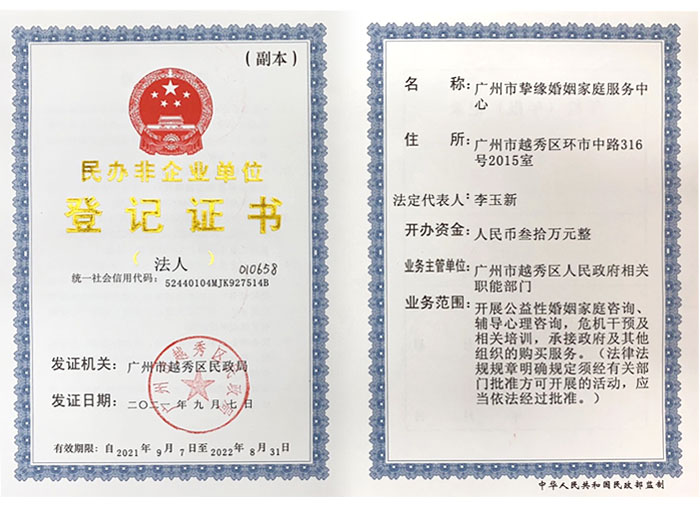 （副本）
民办非企业单位
登记证书
（法人）
010658
统一社会信用代码：52440104MJK927514B
发证机关：广州市越秀区民政局
发证日期：二〇二一年九月七日
广州市越秀区民政局
有效期限：自2021年9月7日至2022年8月31日
名称：广州市挚缘婚姻家庭服务中
心
住所：广州市越秀区环市中路316
号2015室
法定代表人：李玉新
开办资金：人民币叁拾万元整
业务主管单位：广州市越秀区人民政府相关
职能部门
业务范围：开展公益性婚姻家庭咨询、
辅导心理咨询，危机干预及
相关培训，承接政府及其他
组织的购买服务。（法律法
规规章明确规定须经有关部
门批准方可开展的活动，应
当依法经过批准。）
中华人民共和国民政部监制